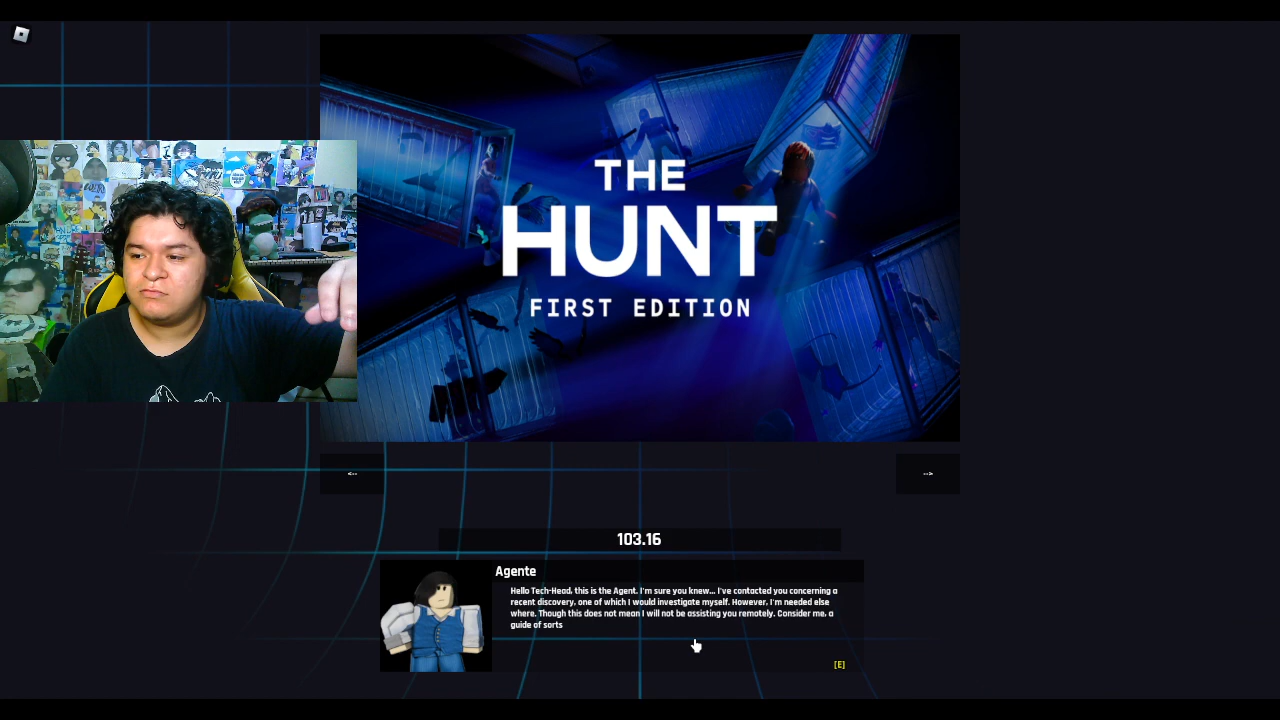 THE
HUNT
FIRST EDITION
<--
-->
103.16
Agente
Hello Tech-Head, this is the Agent. I'm sure you knew... I've contacted you concerning a
recent discovery, one of which I would investigate myself. However, I'm needed else
where. Though this does not mean I will not be assisting you remotely. Consider me, a
guide of sorts
[E]